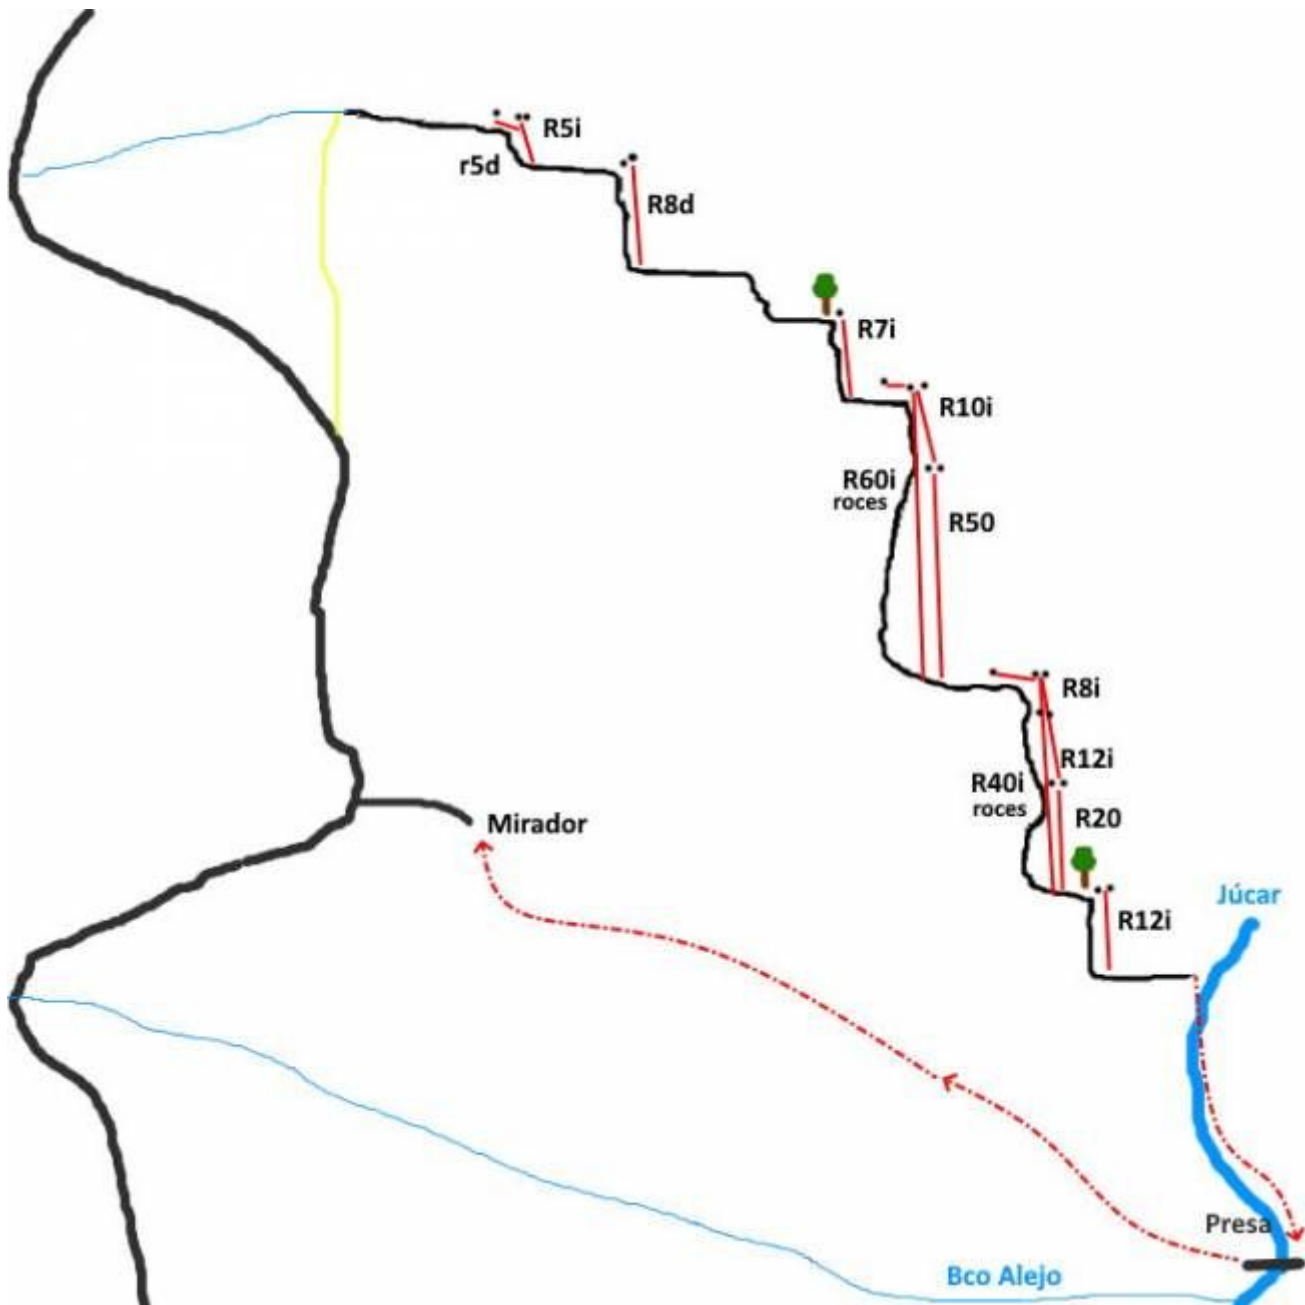 R5i
r5d
R8d
R7i
R10i
R60i
roces
R50
R8i
R12i
R40i
roces
R20
Mirador
Júcar
R12i
Presa
Bco Alejo